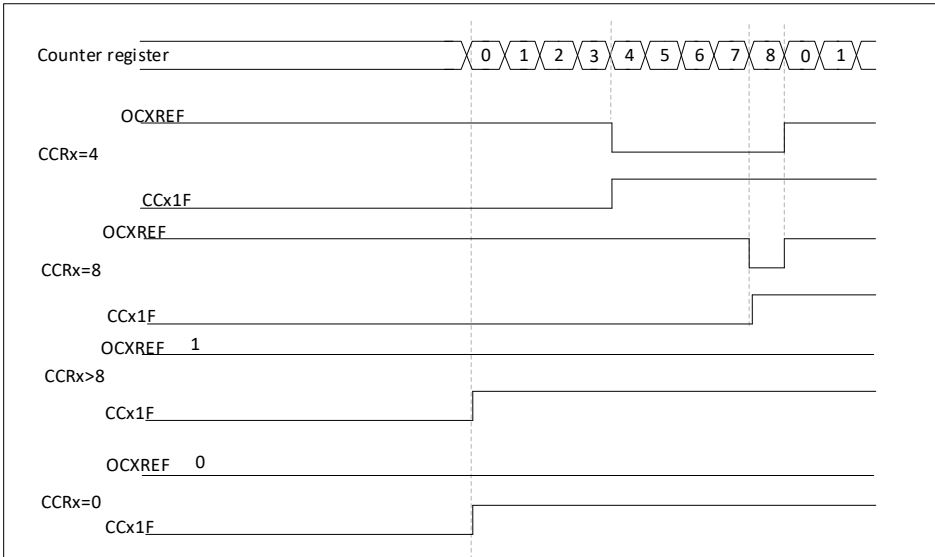 Counter register 0 1 2 3 4 5 6 7 8 0 1
OCXREF
CCRx=4
CCx1F
OCXREF
CCRx=8
CCx1F
OCXREF 1
CCRx>8
CCx1F
OCXREF 0
CCRx=0
CCx1F